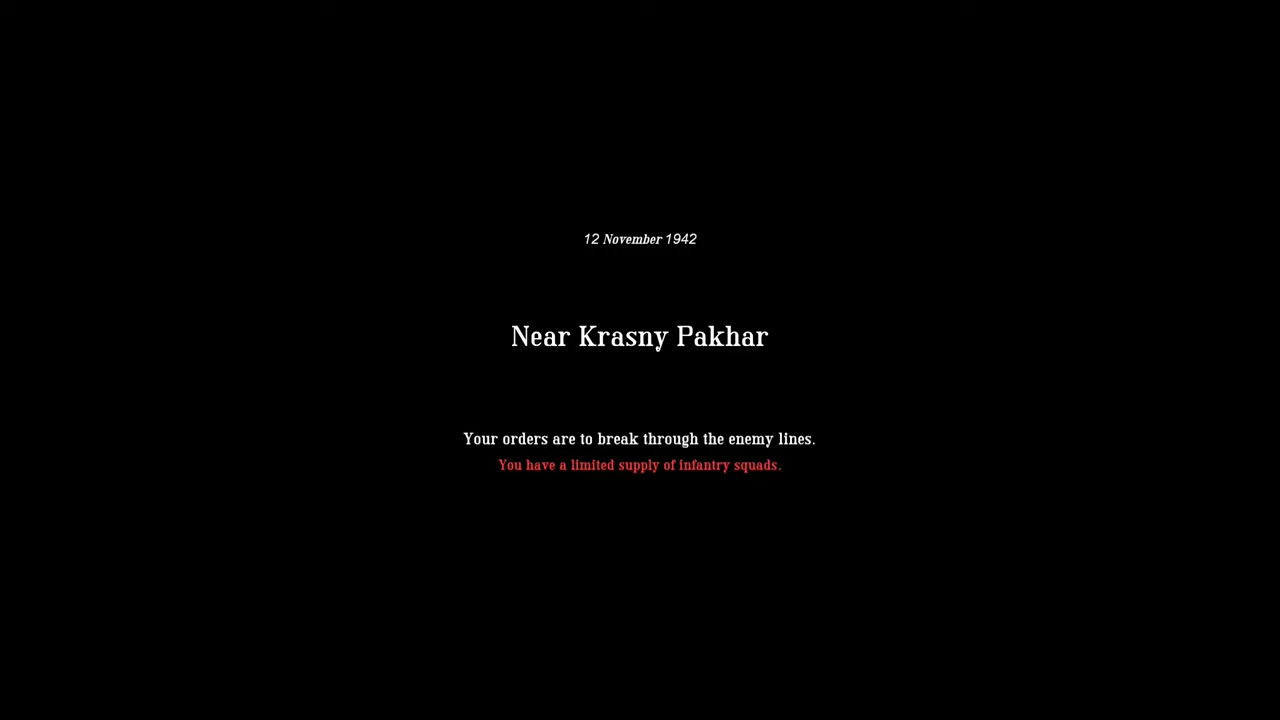 12 November 1942
Near Krasny Pakhar
Your orders are to break through the enemy lines.
You have a limited supply of infantry squads.